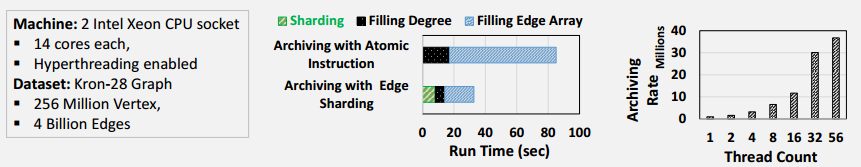 Machine: 2 Intel Xeon CPU socket
▪ 14 cores each,
▪ Hyperthreading enabled
Dataset: Kron-28 Graph
▪ 256 Million Vertex,
▪ 4 Billion Edges
Sharding Filling Degree Filling Edge Array
Archiving with Atomic
Instruction
Archiving with Edge
Sharding
0 20 40 60 80 100
Run Time (sec)
Archiving
Rate
Millions
40
30
20
10
0
1 2 4 8 16 32 56
Thread Count